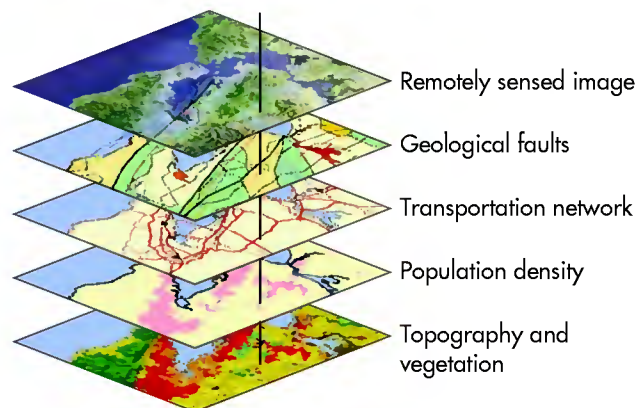 Remotely sensed image
Geological faults
Transportation network
Population density
Topography and
vegetation